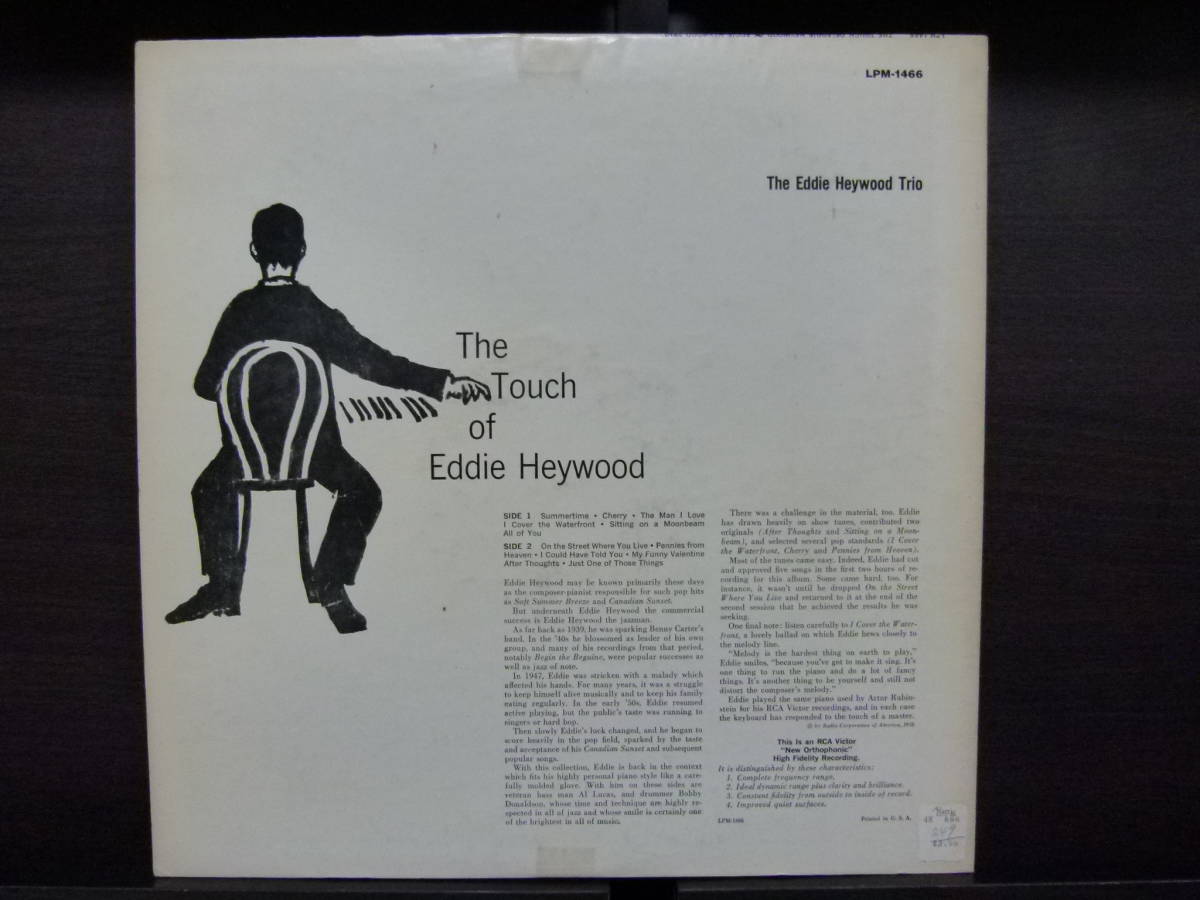 LPM-1466
The Eddie Heywood Trio
The
Touch
of
Eddie Heywood
SIDE 1 Summertime • Cherry • The Man I Love
I Cover the Waterfront • Sitting on a Moonbeam
All of You
SIDE 2 On the Street Where You Live • Pennies from
Heaven • I Could Have Told You • My Funny Valentine
After Thoughts • Just One of Those Things
Eddie Heywood may be known primarily these days
as the composer-pianist responsible for such pop hits
as Soft Summer Breeze and Canadian Sunset.
But underneath Eddie Heywood the commercial
success is Eddie Heywood the jazzman.
As far back as 1939, he was sparking Benny Carter's
band. In the '40s he blossomed as leader of his own
group, and many of his recordings from that period,
notably Begin the Beguine, were popular successes as
well as jazz of note.
In 1947, Eddie was stricken with a malady which
affected his hands. For many years, it was a struggle
to keep himself alive musically and to keep his family
eating regularly. In the early '50s, Eddie resumed
active playing, but the public's taste was running to
singers or hard bop.
Then slowly Eddie's luck changed, and he began to
score heavily in the pop field, sparked by the taste
and acceptance of his Canadian Sunset and subsequent
popular songs.
With this collection, Eddie is back in the context
which fits his highly personal piano style like a care-
fully molded glove. With him on these sides are
veteran bass man Al Lucas, and drummer Bobby
Donaldson, whose time and technique are highly re-
spected in all of jazz and whose smile is certainly one
of the brightest in all of music.
There was a challenge in the material, too. Eddie
has drawn heavily on show tunes, contributed two
originals (After Thoughts and Sitting on a Moon-
beam), and selected several pop standards (I Cover
the Waterfront, Cherry and Pennies from Heaven).
Most of the tunes came easy. Indeed, Eddie had cut
and approved five songs in the first two hours of re-
cording for this album. Some came hard, too. For
instance, it wasn't until he dropped On the Street
Where You Live and returned to it at the end of the
second session that he achieved the results he was
seeking.
One final note: listen carefully to I Cover the Water-
front, a lovely ballad on which Eddie hews closely to
the melody line.
"Melody is the hardest thing on earth to play,"
Eddie smiles, "because you've got to make it sing. It's
one thing to run the piano and do a lot of fancy
things. It's another thing to be yourself and still not
distort the composer's melody."
Eddie played the same piano used by Artur Rubin-
stein for his RCA Victor recordings, and in each case
the keyboard has responded to the touch of a master.
© by Radio Corporation of America, 1958
This Is an RCA Victor
"New Orthophonic"
High Fidelity Recording.
It is distinguished by these characteristics:
1. Complete frequency range.
2. Ideal dynamic range plus clarity and brilliance.
3. Constant fidelity from outside to inside of record.
4. Improved quiet surfaces.
LPM-1466
Printed in U. S. A.
249